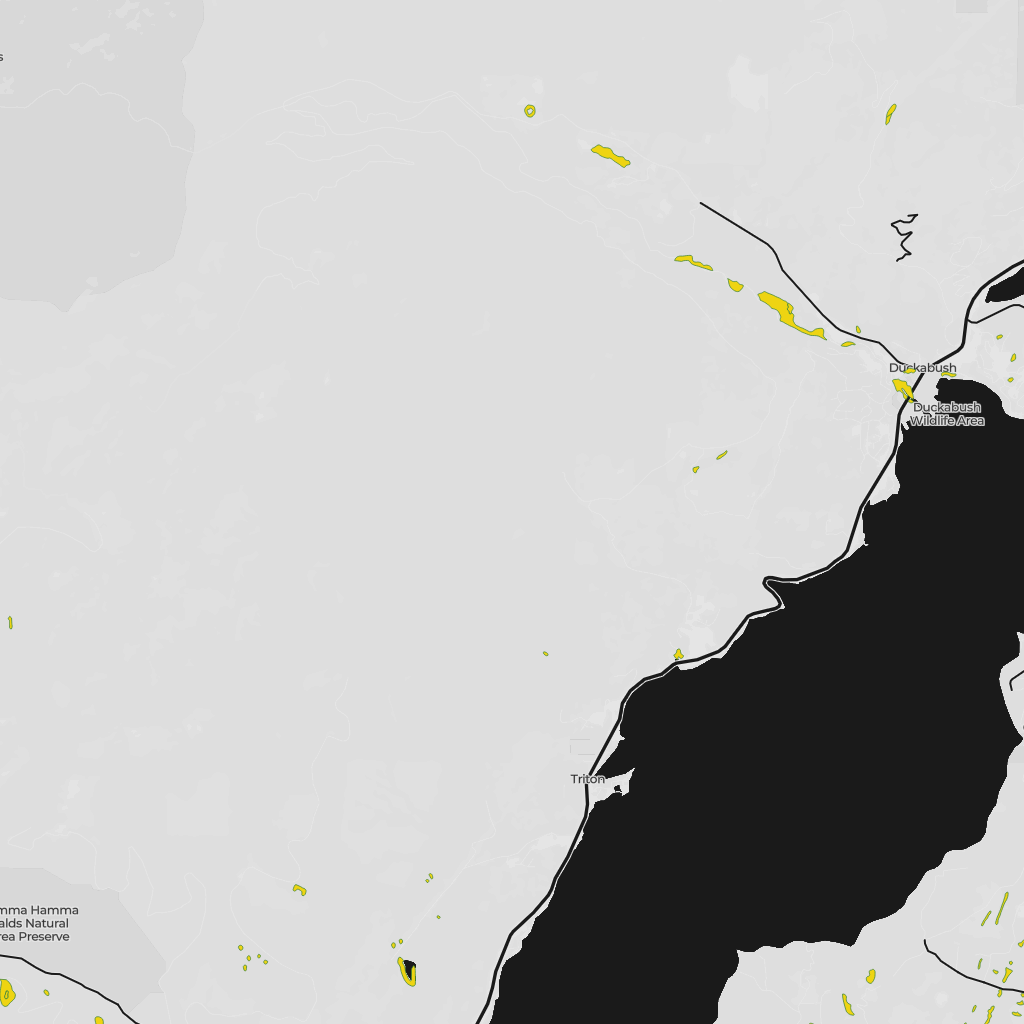 s
Duckabush
Duckabush
Wildlife Area
Triton
mma Hamma
alds Natural
rea Preserve